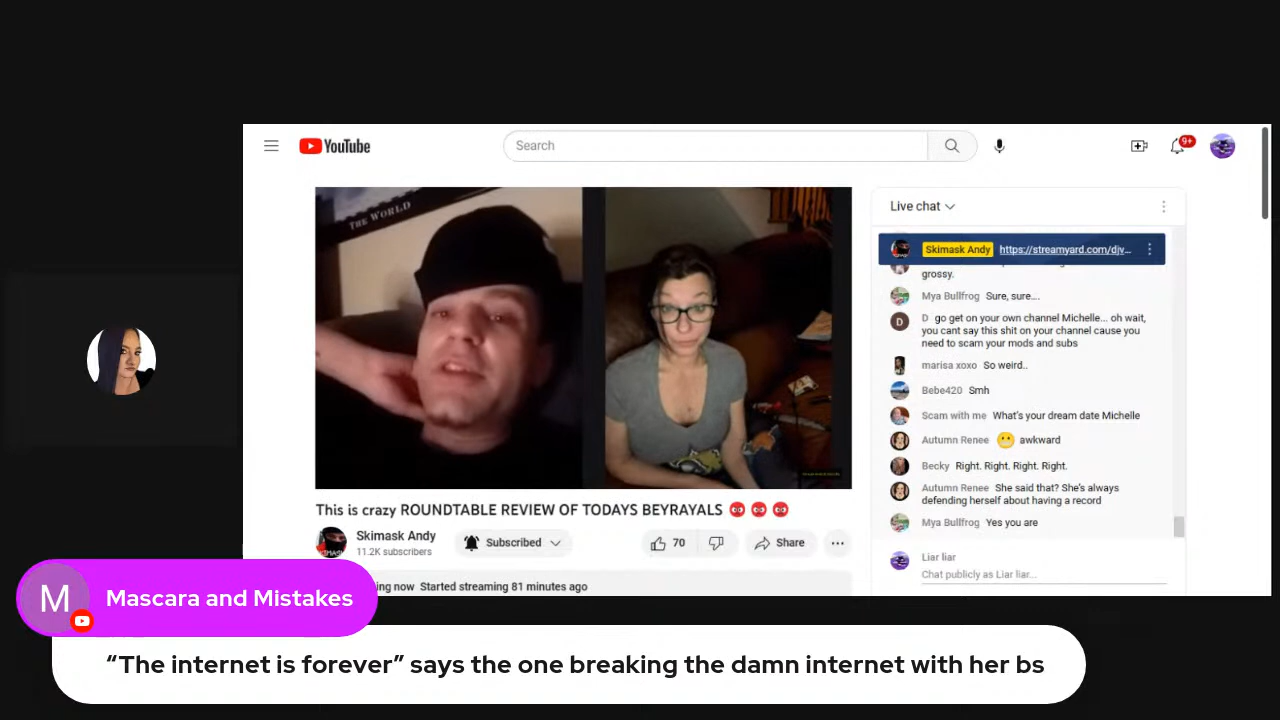 YouTube
Search
9+
THE WORLD
Live chat
Skimask Andy https://streamyard.com/djv...
grossy.
Mya Bullfrog Sure, sure....
D
D go get on your own channel Michelle... oh wait,
you cant say this shit on your channel cause you
need to scam your mods and subs
marisa xoxo So weird..
Bebe420 Smh
Scam with me What's your dream date Michelle
Autumn Renee 😬 awkward
Becky Right. Right. Right. Right.
Autumn Renee She said that? She's always
defending herself about having a record
Mya Bullfrog Yes you are
Liar liar
Chat publicly as Liar liar...
This is crazy ROUNDTABLE REVIEW OF TODAYS BEYRAYALS
Skimask Andy
11.2K subscribers
Subscribed
70
Share
...
ing now Started streaming 81 minutes ago
M
Mascara and Mistakes
“The internet is forever” says the one breaking the damn internet with her bs